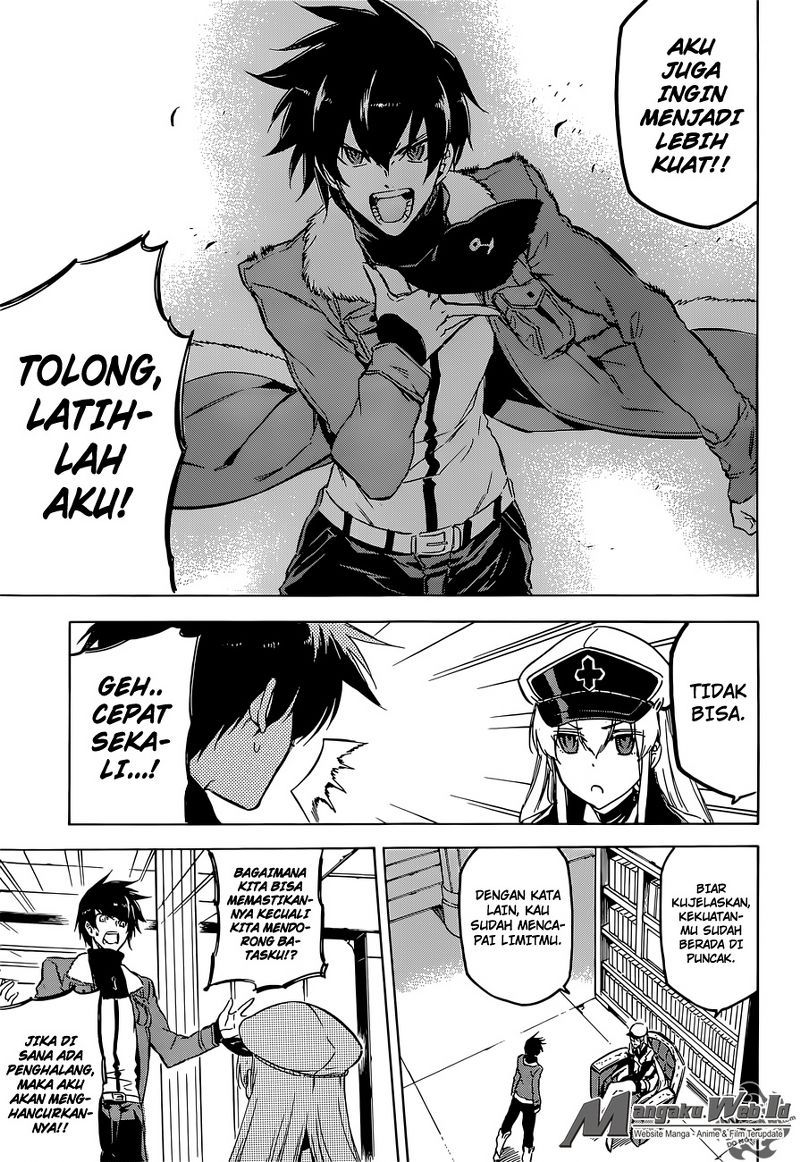 AKU
JUGA
INGIN
MENJADI
LEBIH
KUAT!!
TOLONG,
LATIH-
LAH
AKU!
TIDAK
BISA.
GEH..
CEPAT
SEKA-
LI...!
BIAR
KUJELASKAN,
KEKUATAN-
MU SUDAH
BERADA DI
PUNCAK.
DENGAN KATA
LAIN, KAU
SUDAH MENCA-
PAI LIMITMU.
BAGAIMANA
KITA BISA
MEMASTIKAN-
NYA KECUALI
KITA MENDO-
RONG BA-
TASKU!?
JIKA DI
SANA ADA
PENGHALANG,
MAKA AKU
AKAN MENG-
HANCURKAN-
NYA!!
Mangaku.Web.Id
Website Manga - Anime & Film Terupdate